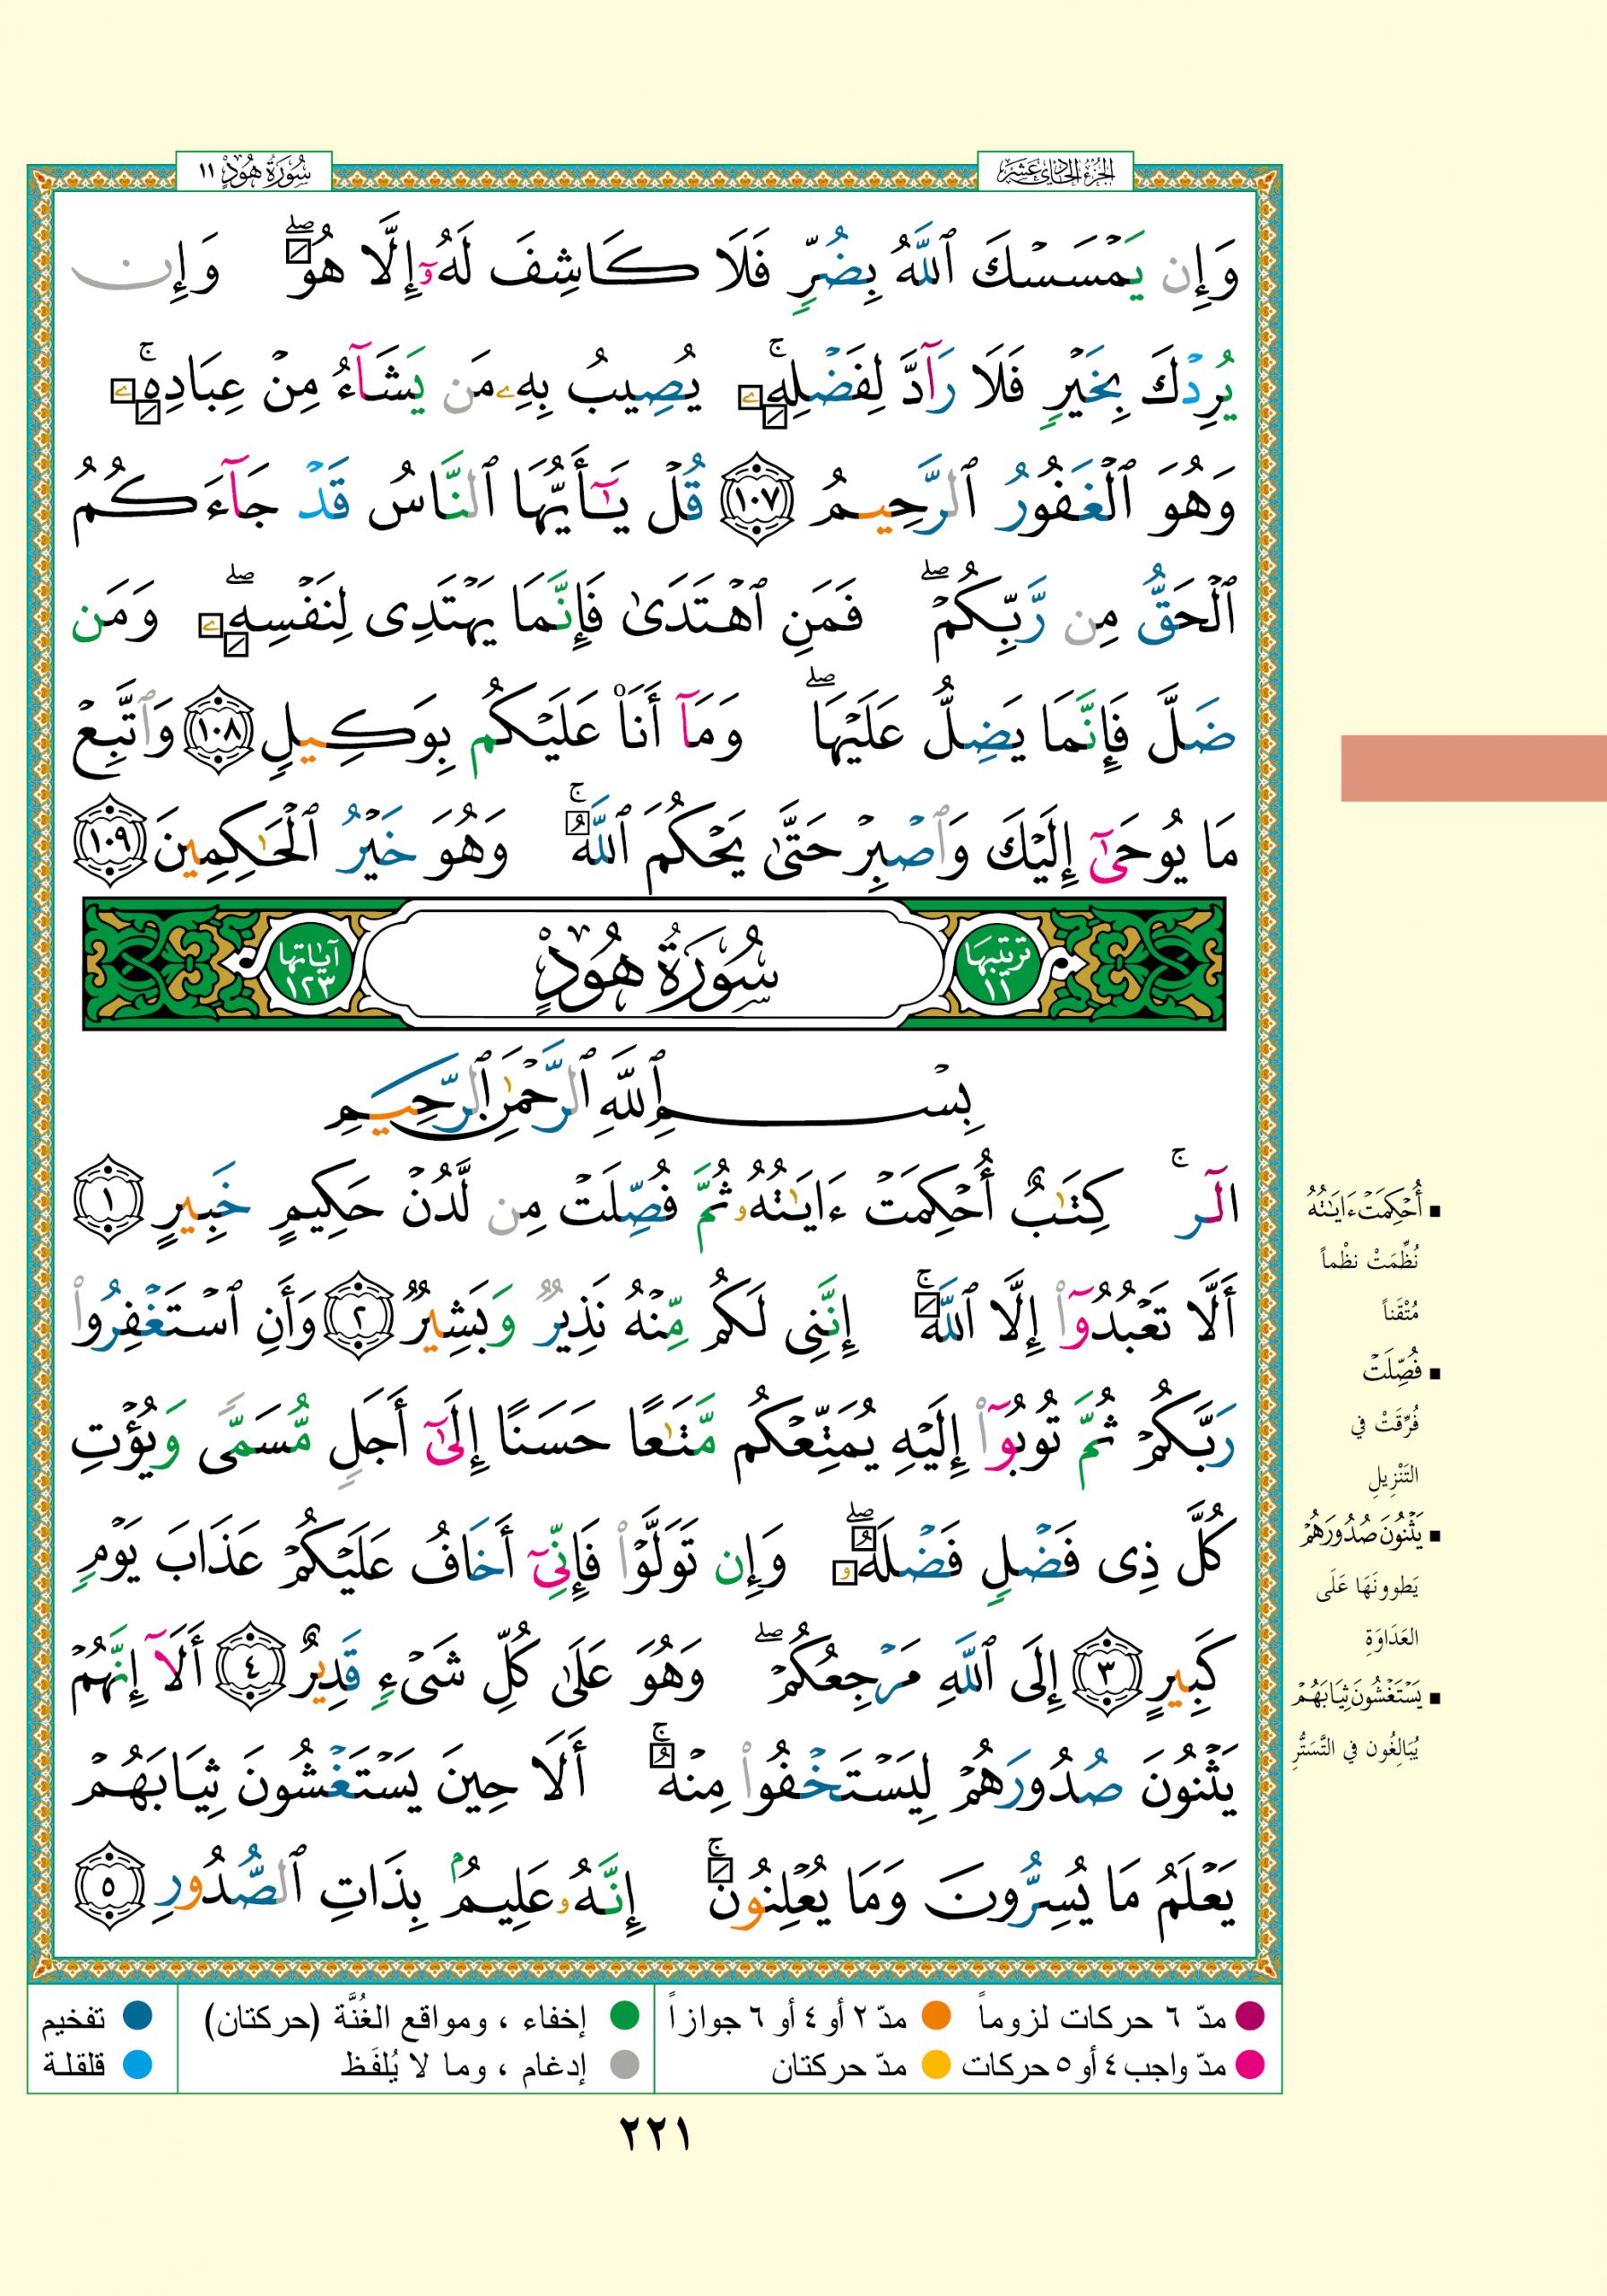 الجزء الحادي عشر
سُورَةُ هُودٍ ١١
وَإِن يَمۡسَسۡكَ ٱللَّهُ بِضُرّٖ فَلَا كَاشِفَ لَهُۥٓ إِلَّا هُوَۖ وَإِن
يُرِدۡكَ بِخَيۡرٖ فَلَا رَآدَّ لِفَضۡلِهِۦۚ يُصِيبُ بِهِۦ مَن يَشَآءُ مِنۡ عِبَادِهِۦۚ
وَهُوَ ٱلۡغَفُورُ ٱلرَّحِيمُ ١٠٧ قُلۡ يَٰٓأَيُّهَا ٱلنَّاسُ قَدۡ جَآءَكُمُ
ٱلۡحَقُّ مِن رَّبِّكُمۡۖ فَمَنِ ٱهۡتَدَىٰ فَإِنَّمَا يَهۡتَدِي لِنَفۡسِهِۦۖ وَمَن
ضَلَّ فَإِنَّمَا يَضِلُّ عَلَيۡهَاۖ وَمَآ أَنَا۠ عَلَيۡكُم بِوَكِيلٖ ١٠٨ وَٱتَّبِعۡ
مَا يُوحَىٰٓ إِلَيۡكَ وَٱصۡبِرۡ حَتَّىٰ يَحۡكُمَ ٱللَّهُۚ وَهُوَ خَيۡرُ ٱلۡحَٰكِمِينَ ١٠٩
ترتيبها ١١ سُورَةُ هُودٍ آياتها ١٢٣
بِسۡمِ ٱللَّهِ ٱلرَّحۡمَٰنِ ٱلرَّحِيمِ
الٓرۚ كِتَٰبٌ أُحۡكِمَتۡ ءَايَٰتُهُۥ ثُمَّ فُصِّلَتۡ مِن لَّدُنۡ حَكِيمٍ خَبِيرٍ ١
أَلَّا تَعۡبُدُوٓاْ إِلَّا ٱللَّهَۚ إِنَّنِي لَكُم مِّنۡهُ نَذِيرٞ وَبَشِيرٞ ٢ وَأَنِ ٱسۡتَغۡفِرُواْ
رَبَّكُمۡ ثُمَّ تُوبُوٓاْ إِلَيۡهِ يُمَتِّعۡكُم مَّتَٰعًا حَسَنًا إِلَىٰٓ أَجَلٖ مُّسَمّٗى وَيُؤۡتِ
كُلَّ ذِي فَضۡلٖ فَضۡلَهُۥۖ وَإِن تَوَلَّوۡاْ فَإِنِّيٓ أَخَافُ عَلَيۡكُمۡ عَذَابَ يَوۡمٖ
كَبِيرٍ ٣ إِلَى ٱللَّهِ مَرۡجِعُكُمۡۖ وَهُوَ عَلَىٰ كُلِّ شَيۡءٖ قَدِيرٌ ٤ أَلَآ إِنَّهُمۡ
يَثۡنُونَ صُدُورَهُمۡ لِيَسۡتَخۡفُواْ مِنۡهُۚ أَلَا حِينَ يَسۡتَغۡشُونَ ثِيَابَهُمۡ
يَعۡلَمُ مَا يُسِرُّونَ وَمَا يُعۡلِنُونَۚ إِنَّهُۥ عَلِيمُۢ بِذَاتِ ٱلصُّدُورِ ٥
▪ أُحۡكِمَتۡ ءَايَٰتُهُۥ
نُظِّمَتْ نظْماً
مُتْقَناً
▪ فُصِّلَتۡ
فُرِّقَتْ في
التَنْزِيلِ
▪ يَثۡنُونَ صُدُورَهُمۡ
يَطوونَهَا عَلَى
العَدَاوَةِ
▪ يَسۡتَغۡشُونَ ثِيَابَهُمۡ
يُبَالِغُون في التَّسَتُّرِ
مدّ ٦ حركات لزوماً مدّ ٢ أو ٤ أو ٦ جوازاً إخفاء ، ومواقع الغُنَّة (حركتان) تفخيم
مدّ واجب ٤ أو ٥ حركات مدّ حركتان إدغام ، وما لا يُلفَظ قلقلة
٢٢١